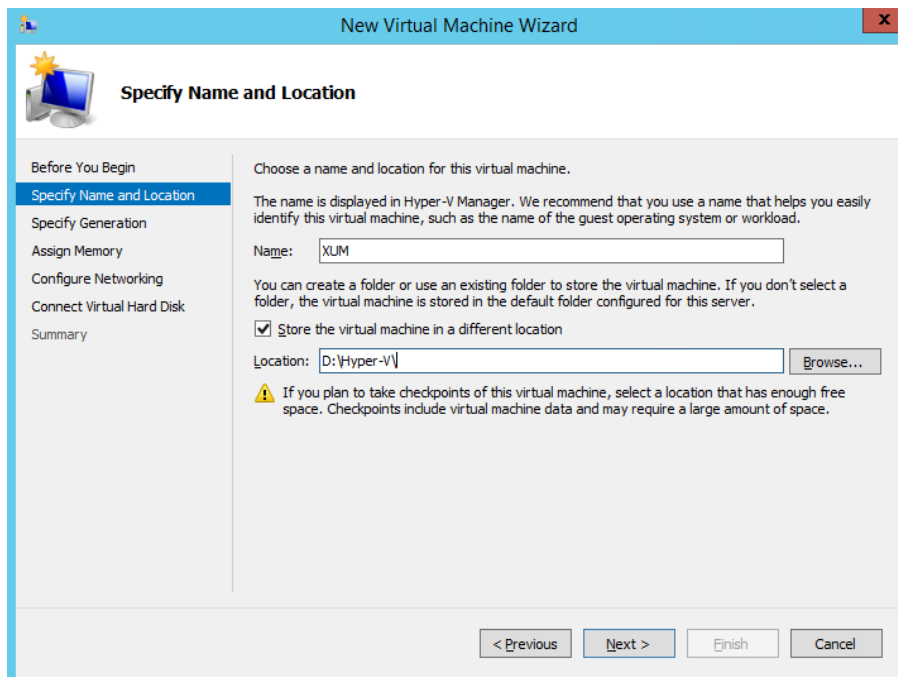 New Virtual Machine Wizard
x
Specify Name and Location
Before You Begin
Specify Name and Location
Specify Generation
Assign Memory
Configure Networking
Connect Virtual Hard Disk
Summary
Choose a name and location for this virtual machine.
The name is displayed in Hyper-V Manager. We recommend that you use a name that helps you easily
identify this virtual machine, such as the name of the guest operating system or workload.
Name: XUM
You can create a folder or use an existing folder to store the virtual machine. If you don't select a
folder, the virtual machine is stored in the default folder configured for this server.
Store the virtual machine in a different location
Location: D:\Hyper-V\ Browse...
If you plan to take checkpoints of this virtual machine, select a location that has enough free
space. Checkpoints include virtual machine data and may require a large amount of space.
< Previous Next > Finish Cancel